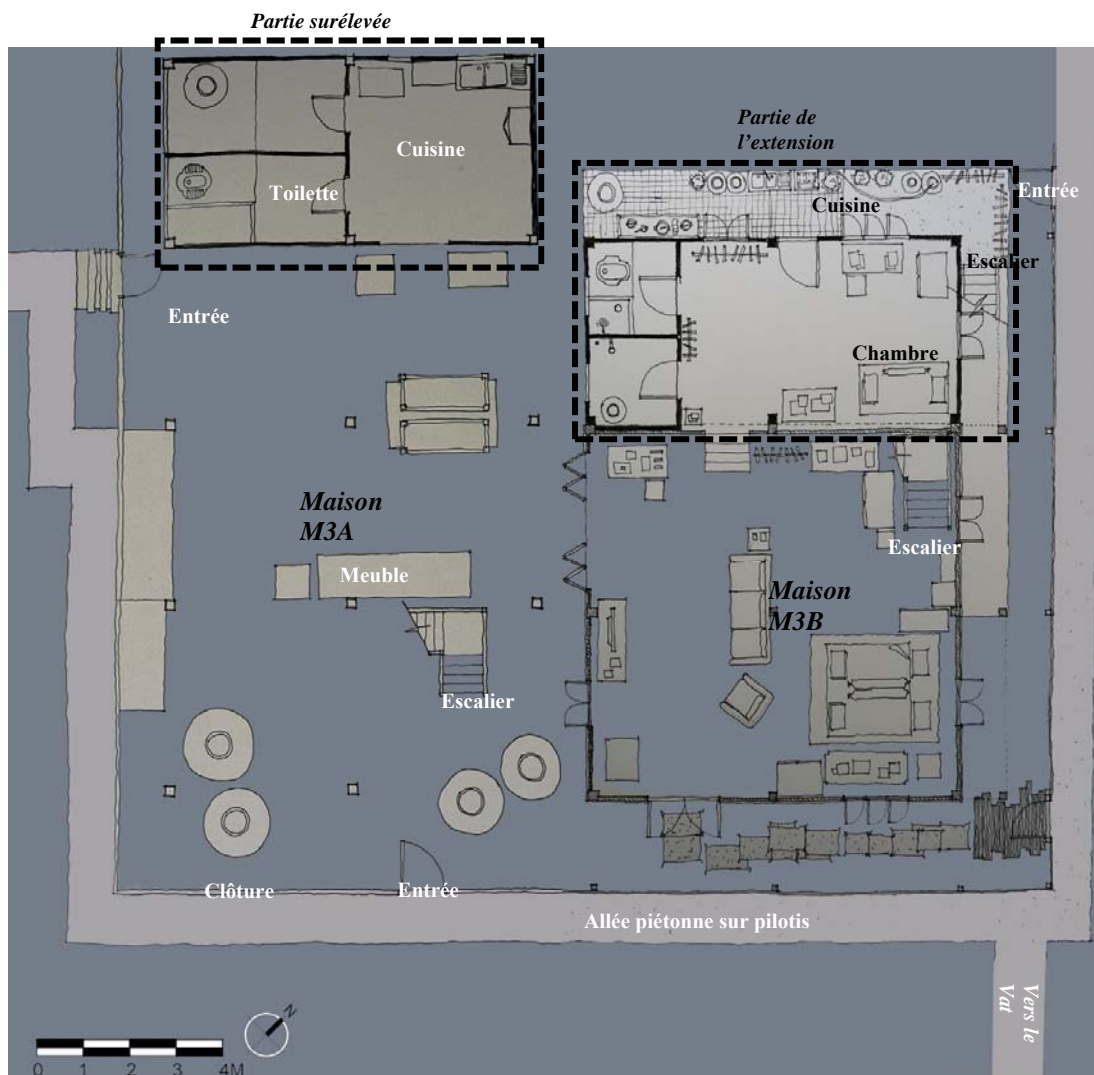 Partie surélevée
Partie de
l'extension
Cuisine
Toilette
Cuisine
Entrée
Escalier
Entrée
Chambre
Maison
M3A
Escalier
Meuble
Maison
M3B
Escalier
Clôture
Entrée
Allée piétonne sur pilotis
Vers le
Vat
N
0 1 2 3 4M